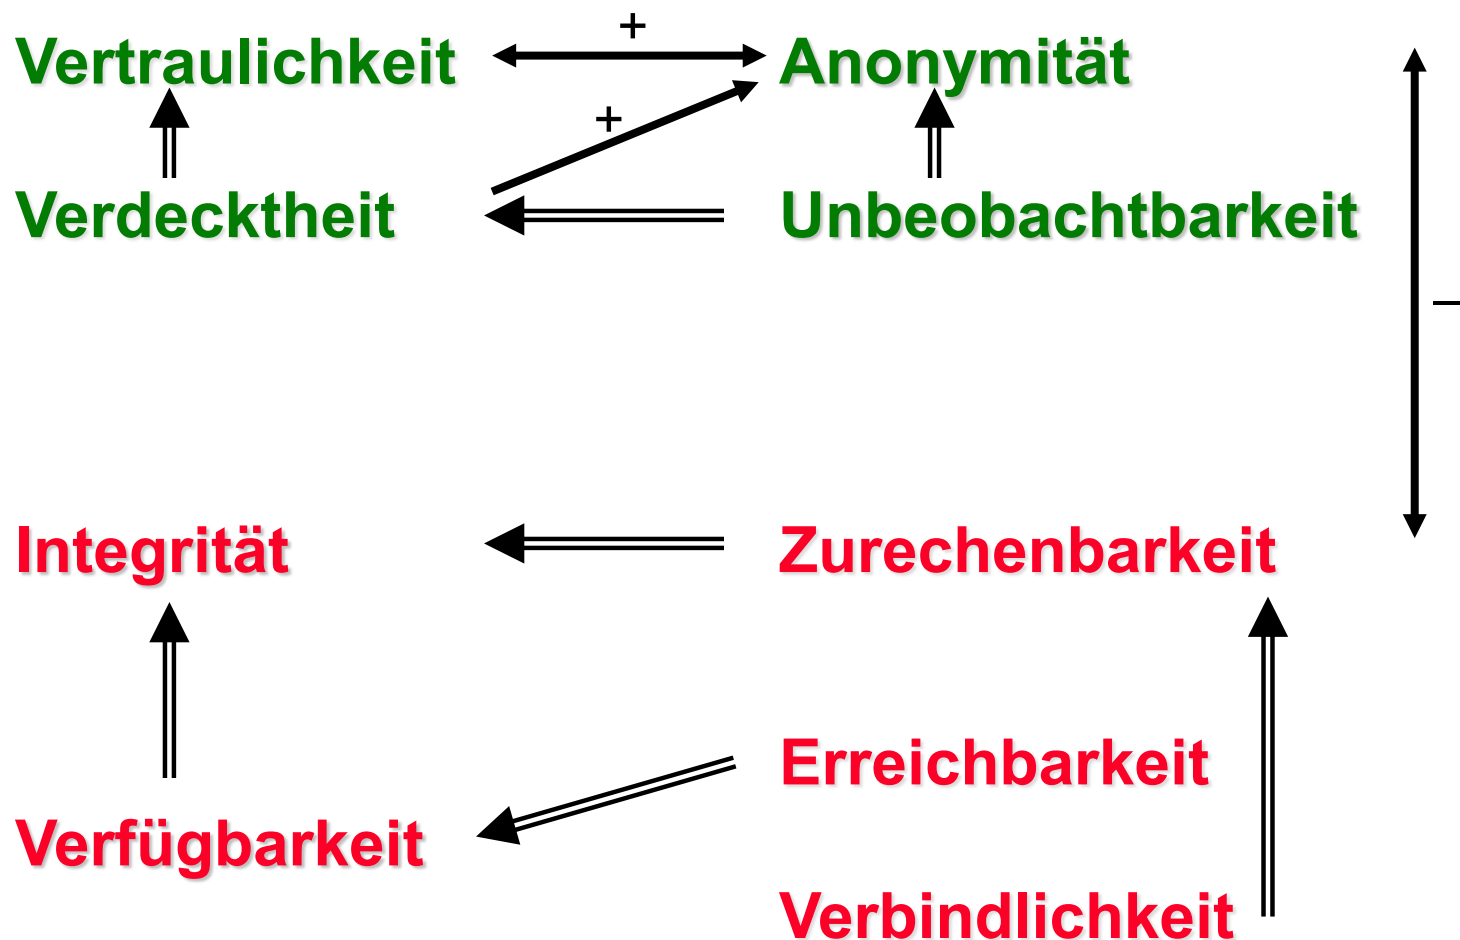 Vertraulichkeit + Anonymität
+
Verdecktheit Unbeobachtbarkeit
–
Integrität Zurechenbarkeit
Erreichbarkeit
Verfügbarkeit
Verbindlichkeit